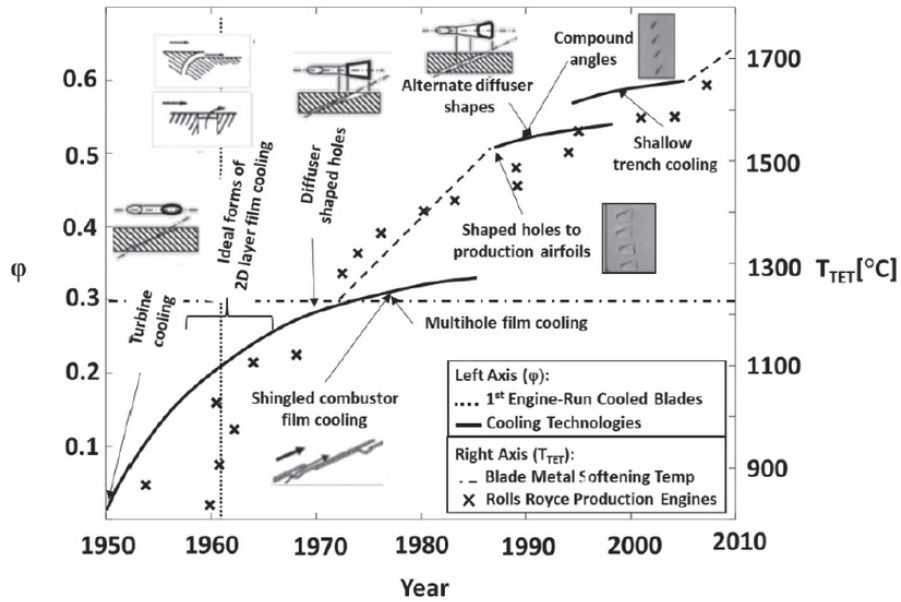 φ
0.6
0.5
0.4
0.3
0.2
0.1
T_TET[°C]
1700
1500
1300
1100
900
1950
1960
1970
1980
1990
2000
2010
Year
Turbine
cooling
Ideal forms of
2D layer film cooling
Diffuser
shaped holes
Alternate diffuser
shapes
Compound
angles
Shallow
trench cooling
Shaped holes to
production airfoils
Multihole film cooling
Shingled combustor
film cooling
Left Axis (φ):
1st Engine-Run Cooled Blades
Cooling Technologies
Right Axis (T_TET):
Blade Metal Softening Temp
Rolls Royce Production Engines